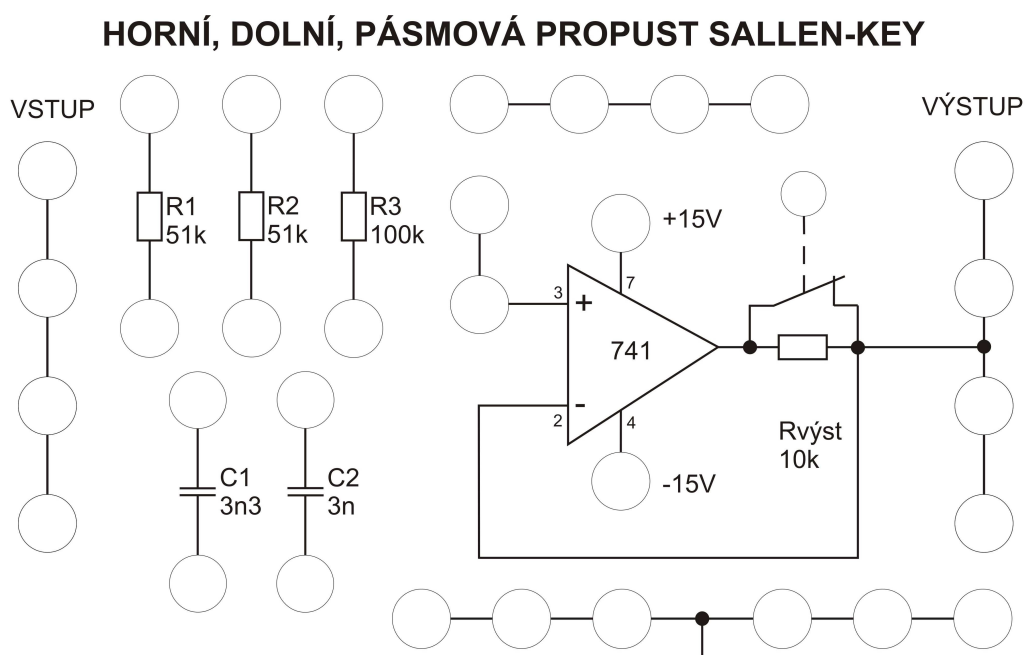 HORNÍ, DOLNÍ, PÁSMOVÁ PROPUST SALLEN-KEY
VSTUP
VÝSTUP
R1
51k
R2
51k
R3
100k
+15V
7
3
+
741
-
2
4
-15V
Rvýst
10k
C1
3n3
C2
3n